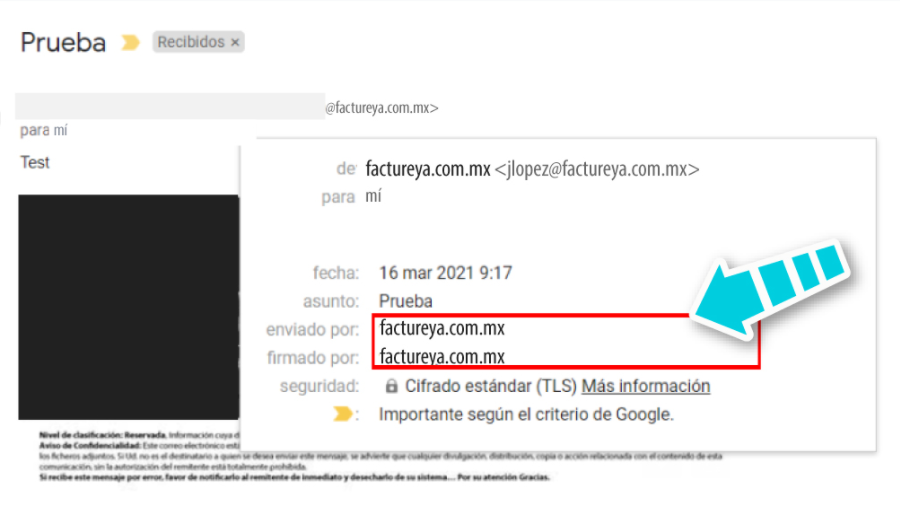 Prueba
Recibidos ×
@factureya.com.mx>
para mí
Test
de factureya.com.mx <jlopez@factureya.com.mx>
para mí
fecha: 16 mar 2021 9:17
asunto: Prueba
enviado por: factureya.com.mx
firmado por: factureya.com.mx
seguridad: Cifrado estándar (TLS) Más información
: Importante según el criterio de Google.
Nivel de clasificación: Reservada. Información cuya d
Aviso de Confidencialidad: Este correo electrónico est
los ficheros adjuntos. Si Ud. no es el destinatario a quien se desea enviar este mensaje, se advierte que cualquier divulgación, distribución, copia o acción relacionada con el contenido de esta
comunicación, sin la autorización del remitente está totalmente prohibida.
Si recibe este mensaje por error, favor de notificarlo al remitente de inmediato y desecharlo de su sistema... Por su atención Gracias.